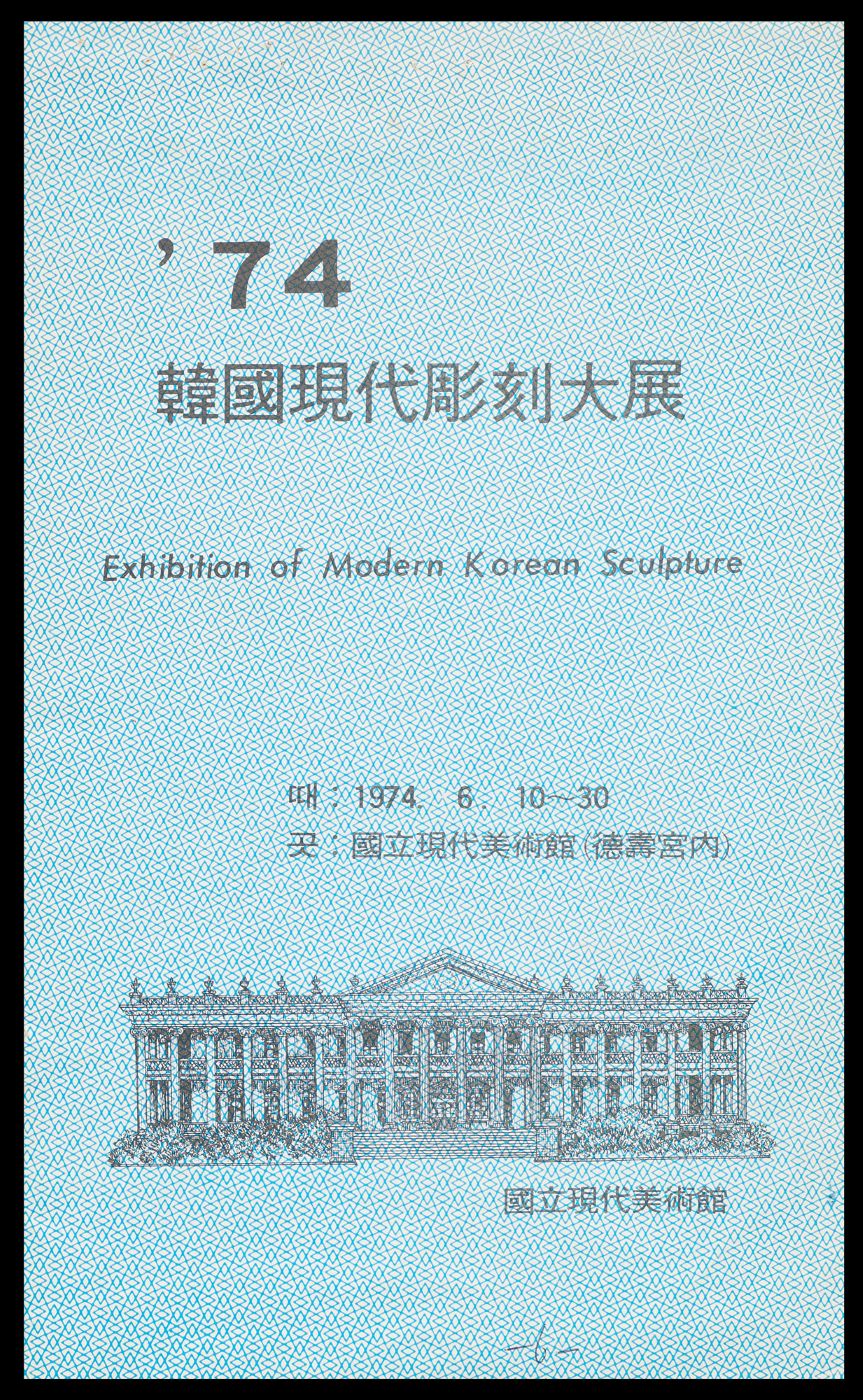 ’74
韓國現代彫刻大展
Exhibition of Modern Korean Sculpture
때 : 1974. 6. 10〜30
곳 : 國立現代美術館 (德壽宮內)
國立現代美術館
-6-